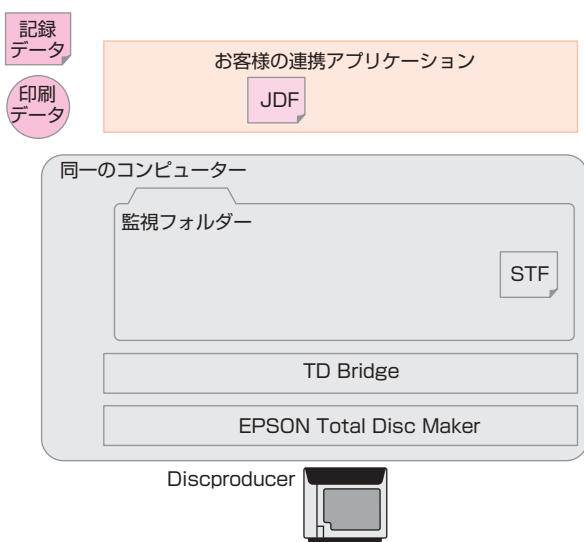 記録
データ
お客様の連携アプリケーション
JDF
印刷
データ
同一のコンピューター
監視フォルダー
STF
TD Bridge
EPSON Total Disc Maker
Discproducer